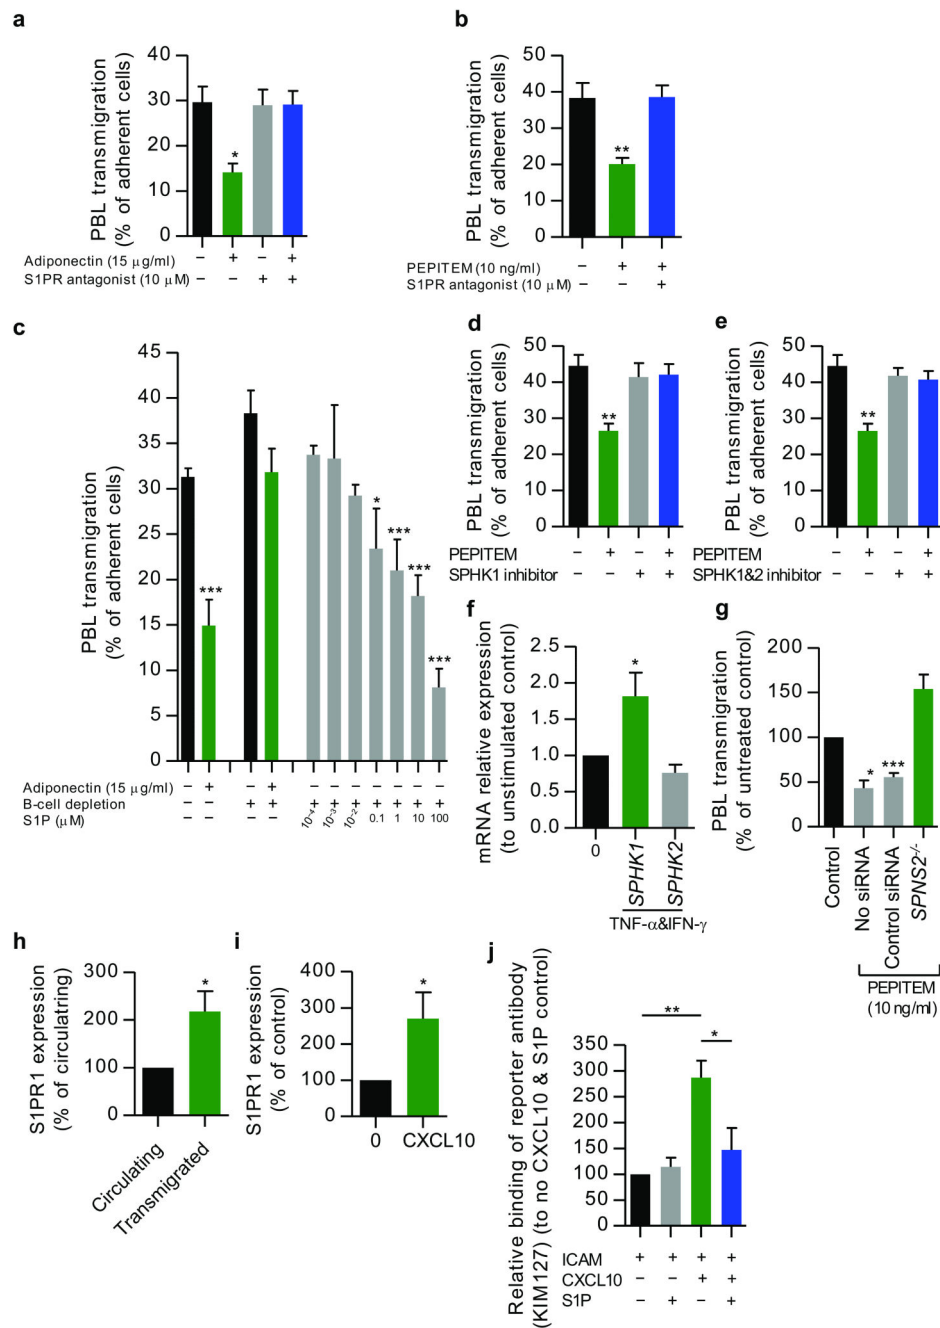 a
PBL transmigration
(% of adherent cells)
40
30
20
10
0
*
Adiponectin (15 μg/ml) – + – +
S1PR antagonist (10 μM) – – + +
b
PBL transmigration
(% of adherent cells)
50
40
30
20
10
0
**
PEPITEM (10 ng/ml) – + +
S1PR antagonist (10 μM) – – +
c
PBL transmigration
(% of adherent cells)
45
40
35
30
25
20
15
10
5
0
*** * *** *** ***
Adiponectin (15 μg/ml) – + – +
B-cell depletion – – + + + + + + + + +
S1P (μM) – – – – 10⁻⁴ 10⁻³ 10⁻² 0.1 1 10 100
d
PBL transmigration
(% of adherent cells)
50
40
30
20
10
0
**
PEPITEM – + – +
SPHK1 inhibitor – – + +
e
PBL transmigration
(% of adherent cells)
50
40
30
20
10
0
**
PEPITEM – + – +
SPHK1&2 inhibitor – – + +
f
mRNA relative expression
(to unstimulated control)
2.5
2.0
1.5
1.0
0.5
0.0
*
0 SPHK1 SPHK2
TNF-α&IFN-γ
g
PBL transmigration
(% of untreated control)
200
150
100
50
0
* ***
Control No siRNA Control siRNA SPNS2-/-
PEPITEM
(10 ng/ml)
h
S1PR1 expression
(% of circulatring)
300
200
100
0
*
Circulating Transmigrated
i
S1PR1 expression
(% of control)
400
300
200
100
0
*
0 CXCL10
j
Relative binding of reporter antibody
(KIM127) (to no CXCL10 & S1P control)
350
300
250
200
150
100
50
0
** *
ICAM + + + +
CXCL10 – – + +
S1P – + – +